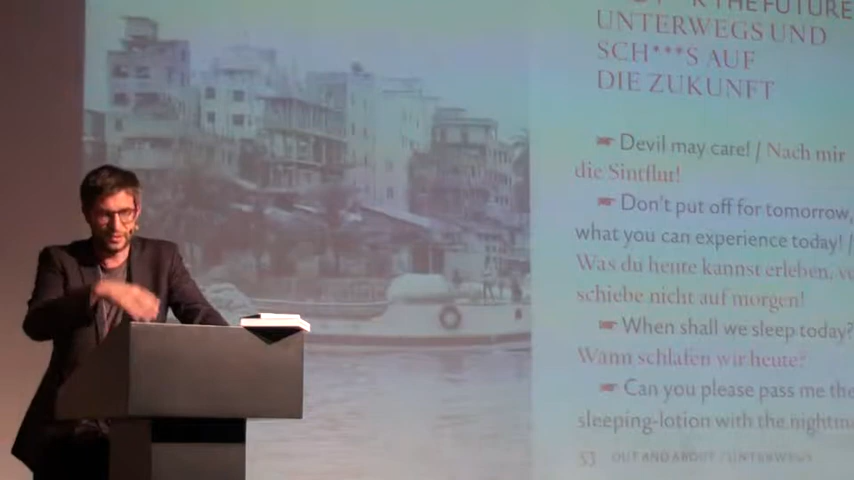 THE FUTURE
UNTERWEGS UND
SCH***S AUF
DIE ZUKUNFT
Devil may care! / Nach mir
die Sintflut!
Don't put off for tomorrow,
what you can experience today! /
Was du heute kannst erleben,
schiebe nicht auf morgen!
When shall we sleep today?
Wann schlafen wir heute?
Can you please pass me the
sleeping-lotion with the
53 OUT AND ABOUT / UNTERWEGS